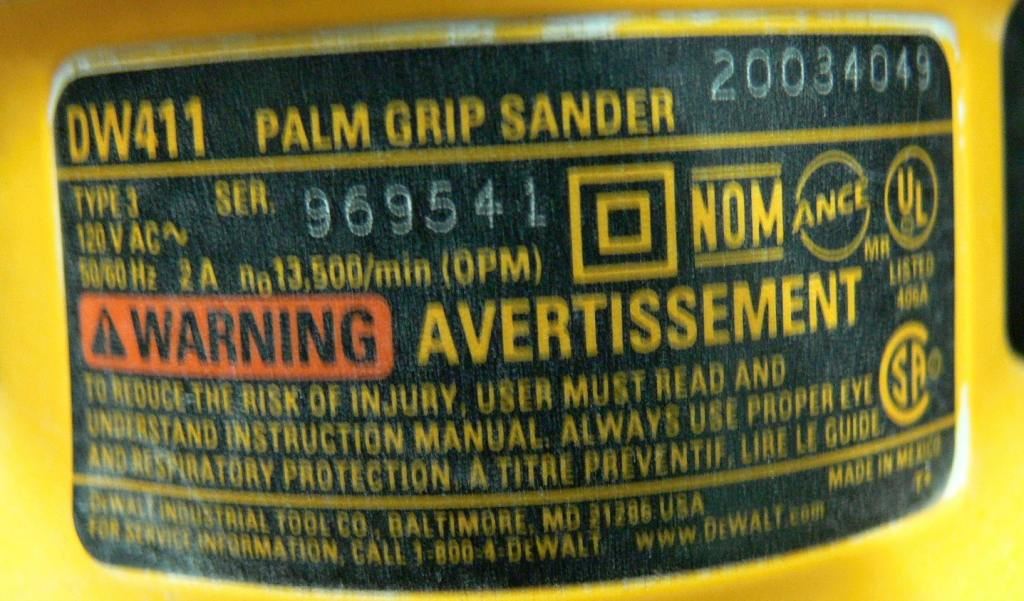 20034049
DW411 PALM GRIP SANDER
TYPE 3 SER. 969541
120 V AC~
50/60 Hz 2 A n₀13,500/min (OPM)
NOM
ANCE
MR
UL
LISTED
406A
WARNING AVERTISSEMENT
TO REDUCE THE RISK OF INJURY, USER MUST READ AND
UNDERSTAND INSTRUCTION MANUAL. ALWAYS USE PROPER EYE
AND RESPIRATORY PROTECTION. A TITRE PREVENTIF, LIRE LE GUIDE.
SA
MADE IN MEXICO
DEWALT INDUSTRIAL TOOL CO., BALTIMORE, MD 21286 USA
FOR SERVICE INFORMATION, CALL 1-800-4-DEWALT WWW.DEWALT.com